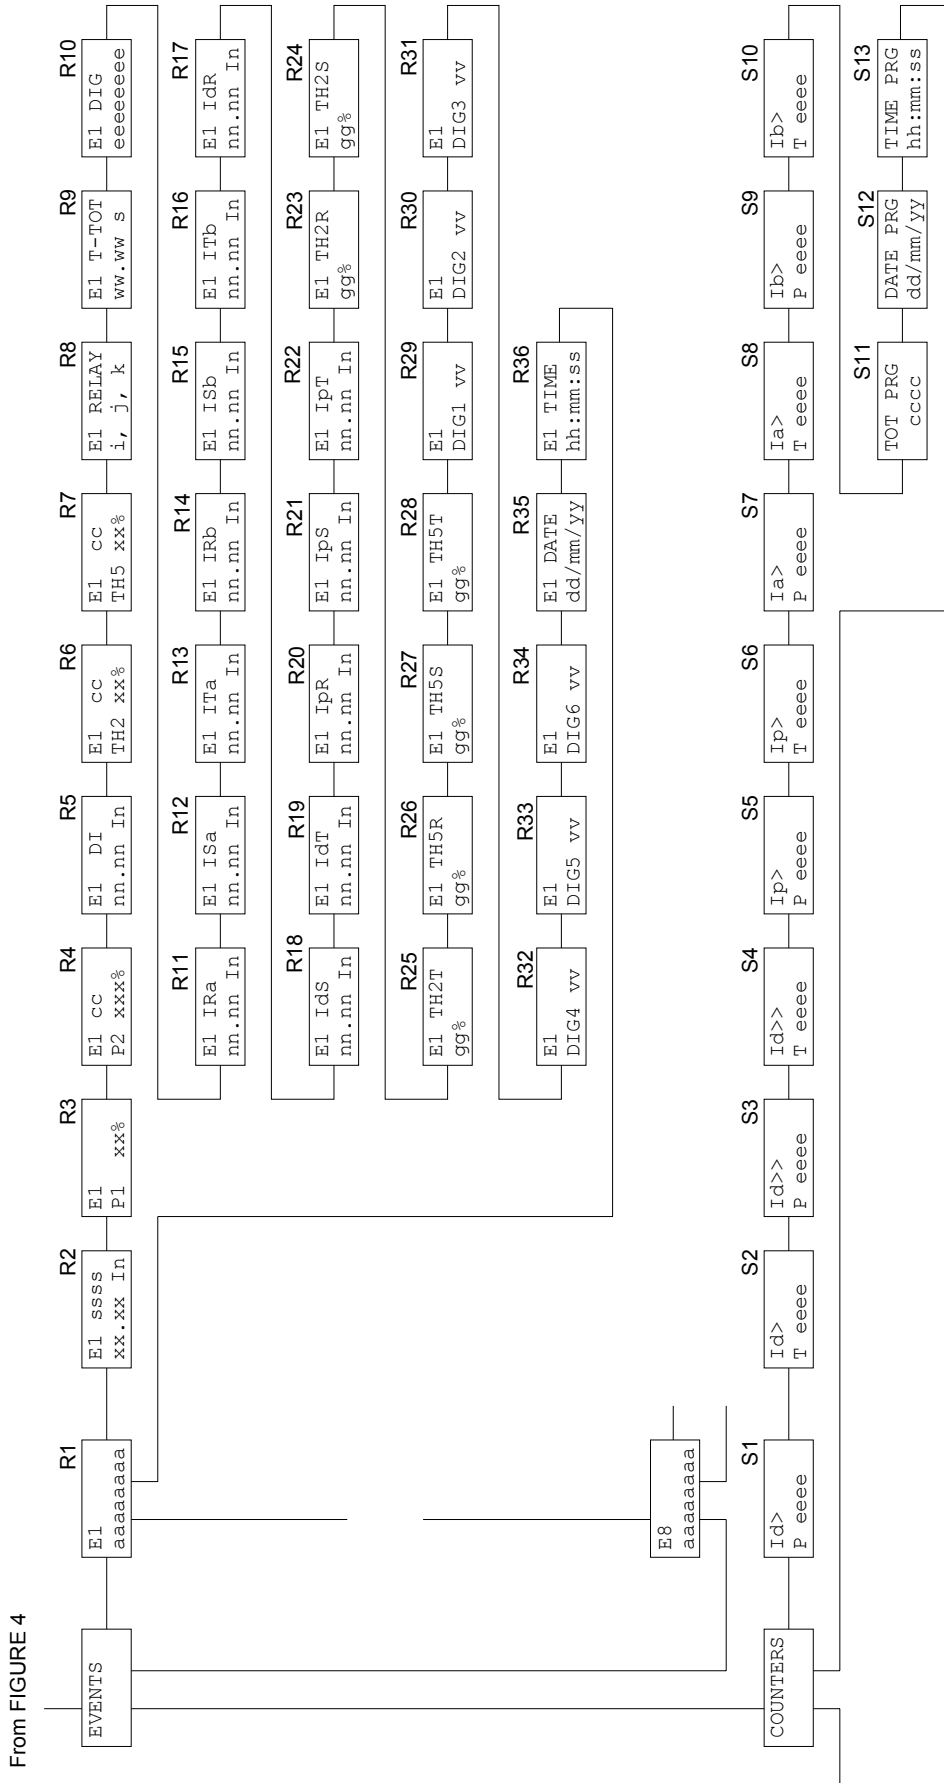 From FIGURE 4
EVENTS
R1
E1
aaaaaaaaa
R2
E1 ssss
xx.xx In
R3
E1
P1 xx%
R4
E1 cc
P2 xxx%
R5
E1 DI
nn.nn In
R6
E1 cc
TH2 xx%
R7
E1 cc
TH5 xx%
R8
E1 RELAY
i, j, k
R9
E1 T-TOT
ww.ww s
R10
E1 DIG
eeeeeeee
R11
E1 IRa
nn.nn In
R12
E1 ISa
nn.nn In
R13
E1 ITa
nn.nn In
R14
E1 IRb
nn.nn In
R15
E1 ISb
nn.nn In
R16
E1 ITb
nn.nn In
R17
E1 IdR
nn.nn In
R18
E1 IdS
nn.nn In
R19
E1 IdT
nn.nn In
R20
E1 IpR
nn.nn In
R21
E1 IpS
nn.nn In
R22
E1 IpT
nn.nn In
R23
E1 TH2R
gg%
R24
E1 TH2S
gg%
R25
E1 TH2T
gg%
R26
E1 TH5R
gg%
R27
E1 TH5S
gg%
R28
E1 TH5T
gg%
R29
E1
DIG1 vv
R30
E1
DIG2 vv
R31
E1
DIG3 vv
R32
E1
DIG4 vv
R33
E1
DIG5 vv
R34
E1
DIG6 vv
R35
E1 DATE
dd/mm/yy
R36
E1 TIME
hh:mm:ss
E8
aaaaaaaaa
COUNTERS
S1
Id>
P eeee
S2
Id>
T eeee
S3
Id>>
P eeee
S4
Id>>
T eeee
S5
Ip>
P eeee
S6
Ip>
T eeee
S7
Ia>
P eeee
S8
Ia>
T eeee
S9
Ib>
P eeee
S10
Ib>
T eeee
S11
TOT PRG
cccc
S12
DATE PRG
dd/mm/yy
S13
TIME PRG
hh:mm:ss